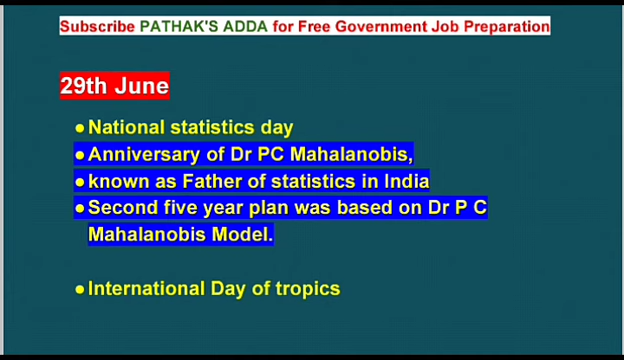 Subscribe PATHAK'S ADDA for Free Government Job Preparation
29th June
●National statistics day
●Anniversary of Dr PC Mahalanobis,
●known as Father of statistics in India
●Second five year plan was based on Dr P C
Mahalanobis Model.
●International Day of tropics